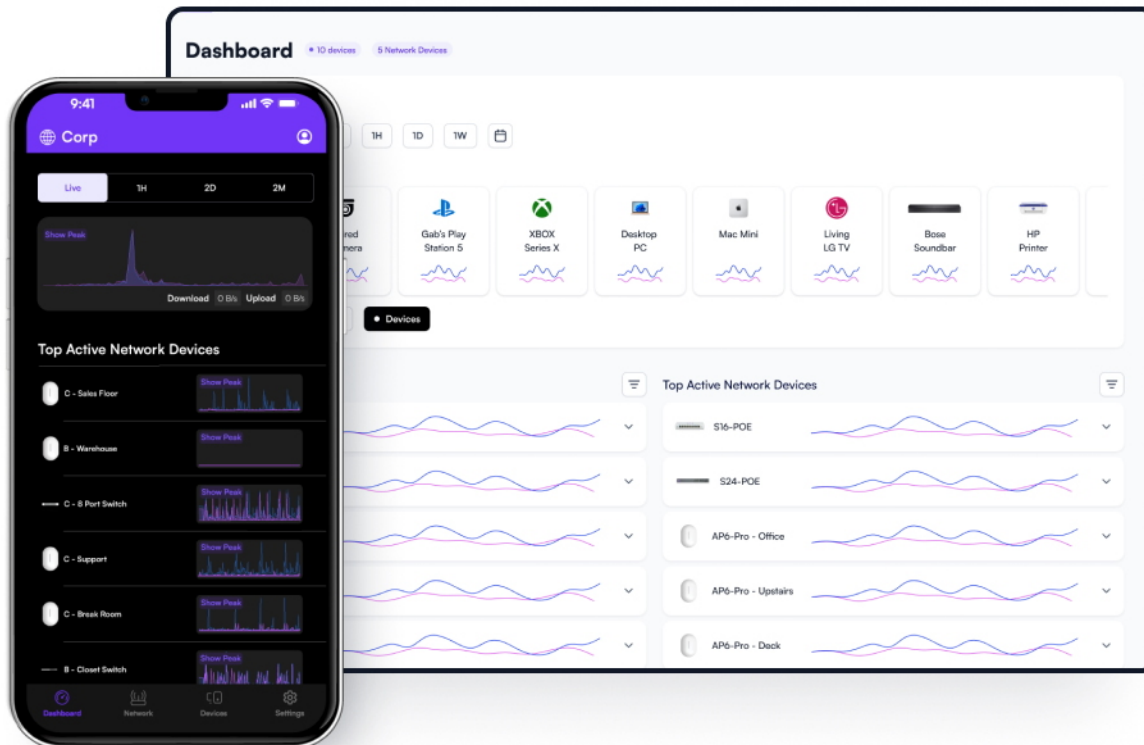 Dashboard
10 devices
5 Network Devices
1H
1D
1W
Gab's Play
Station 5
XBOX
Series X
Desktop
PC
Mac Mini
Living
LG TV
Bose
Soundbar
HP
Printer
Devices
Top Active Network Devices
S16-POE
S24-POE
AP6-Pro - Office
AP6-Pro - Upstairs
AP6-Pro - Deck
9:41
Corp
Live
1H
2D
2M
Show Peak
Download 0 B/s Upload 0 B/s
Top Active Network Devices
C - Sales Floor
Show Peak
B - Warehouse
Show Peak
C - 8 Port Switch
Show Peak
C - Support
Show Peak
C - Break Room
Show Peak
B - Closet Switch
Show Peak
Dashboard
Network
Devices
Settings